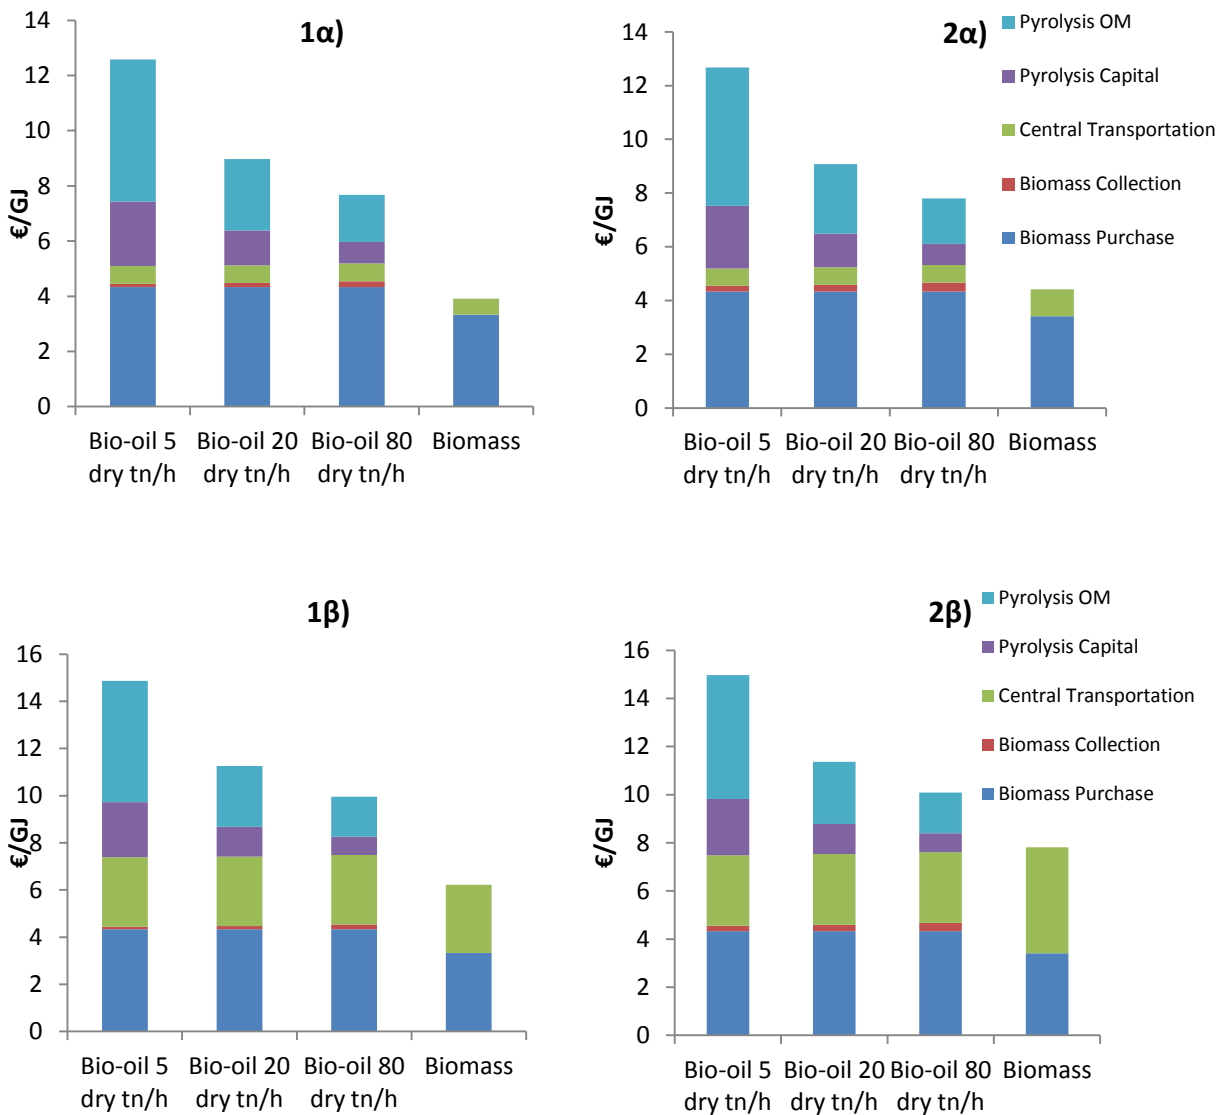 1α)
14
12
10
8
6
4
2
0
€/GJ
Bio-oil 5
dry tn/h
Bio-oil 20
dry tn/h
Bio-oil 80
dry tn/h
Biomass
2α)
14
12
10
8
6
4
2
0
€/GJ
Bio-oil 5
dry tn/h
Bio-oil 20
dry tn/h
Bio-oil 80
dry tn/h
Biomass
Pyrolysis OM
Pyrolysis Capital
Central Transportation
Biomass Collection
Biomass Purchase
1β)
16
14
12
10
8
6
4
2
0
€/GJ
Bio-oil 5
dry tn/h
Bio-oil 20
dry tn/h
Bio-oil 80
dry tn/h
Biomass
2β)
16
14
12
10
8
6
4
2
0
€/GJ
Bio-oil 5
dry tn/h
Bio-oil 20
dry tn/h
Bio-oil 80
dry tn/h
Biomass
Pyrolysis OM
Pyrolysis Capital
Central Transportation
Biomass Collection
Biomass Purchase